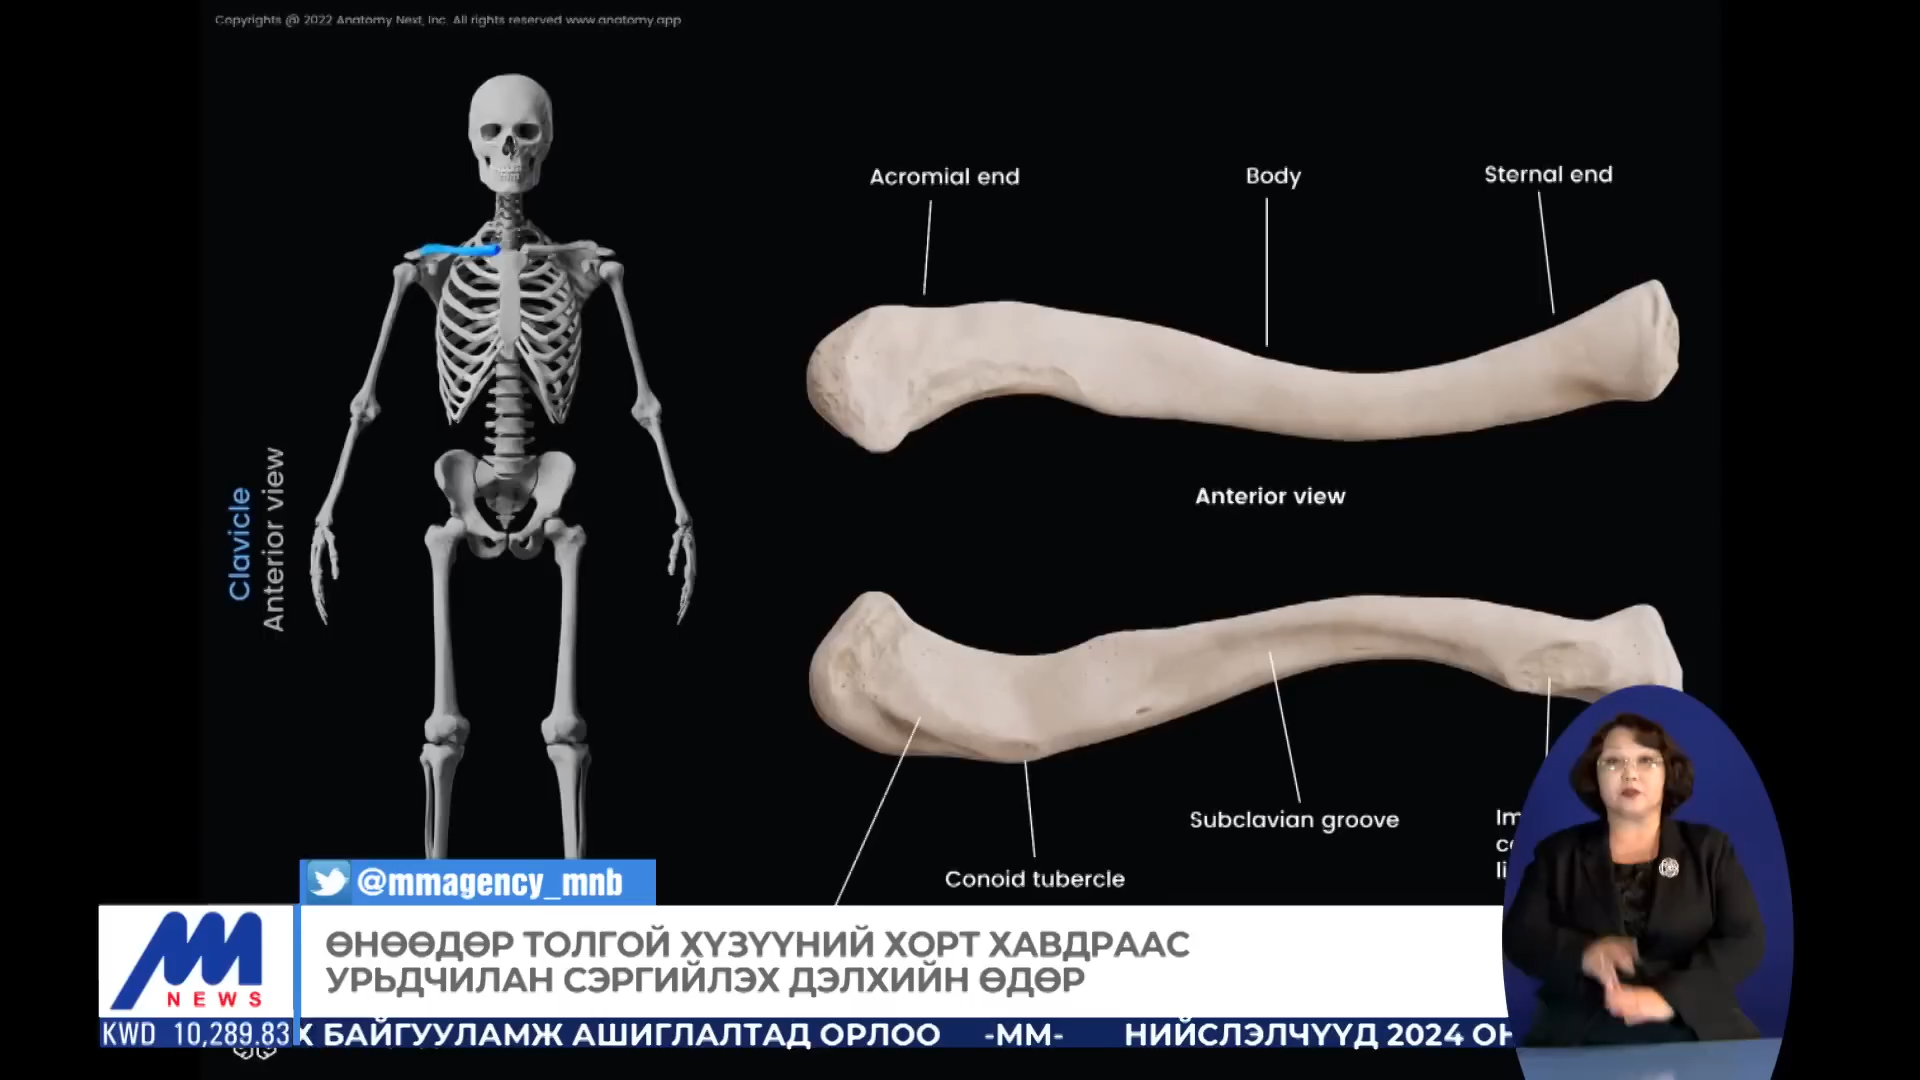 Copyrights @ 2022 Anatomy Next, Inc. All rights reserved www.anatomy.app
Acromial end
Body
Sternal end
Clavicle
Anterior view
Anterior view
Subclavian groove
Conoid tubercle
@mmagency_mnb
ӨНӨӨДӨР ТОЛГОЙ ХҮЗҮҮНИЙ ХОРТ ХАВДРААС
УРЬДЧИЛАН СЭРГИЙЛЭХ ДЭЛХИЙН ӨДӨР
NEWS
KWD 10,289.83
БАЙГУУЛАМЖ АШИГЛАЛТАД ОРЛОО -ММ- НИЙСЛЭЛЧҮҮД 2024